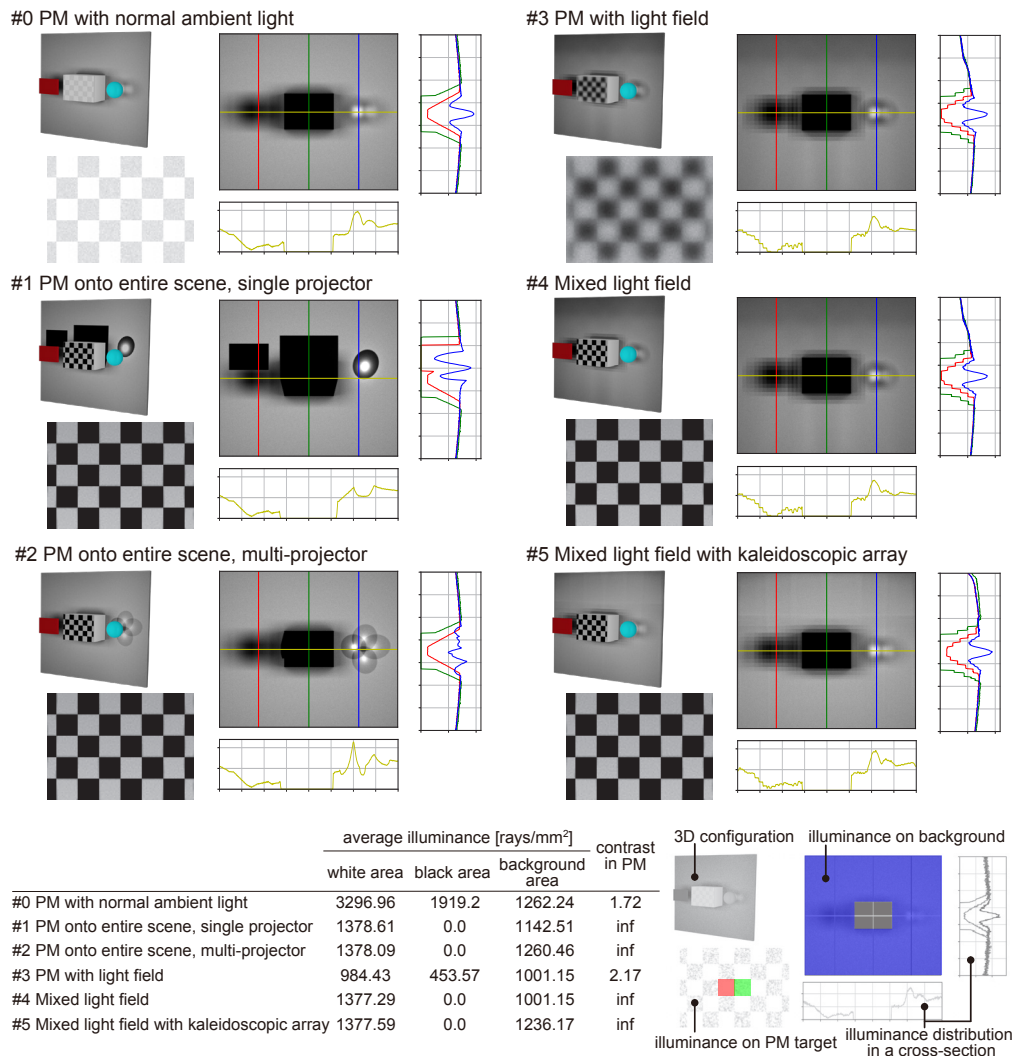 #0 PM with normal ambient light
#3 PM with light field
#1 PM onto entire scene, single projector
#4 Mixed light field
#2 PM onto entire scene, multi-projector
#5 Mixed light field with kaleidoscopic array
average illuminance [rays/mm²] contrast in PM
white area black area background area
#0 PM with normal ambient light 3296.96 1919.2 1262.24 1.72
#1 PM onto entire scene, single projector 1378.61 0.0 1142.51 inf
#2 PM onto entire scene, multi-projector 1378.09 0.0 1260.46 inf
#3 PM with light field 984.43 453.57 1001.15 2.17
#4 Mixed light field 1377.29 0.0 1001.15 inf
#5 Mixed light field with kaleidoscopic array 1377.59 0.0 1236.17 inf
3D configuration
illuminance on background
illuminance on PM target
illuminance distribution
in a cross-section